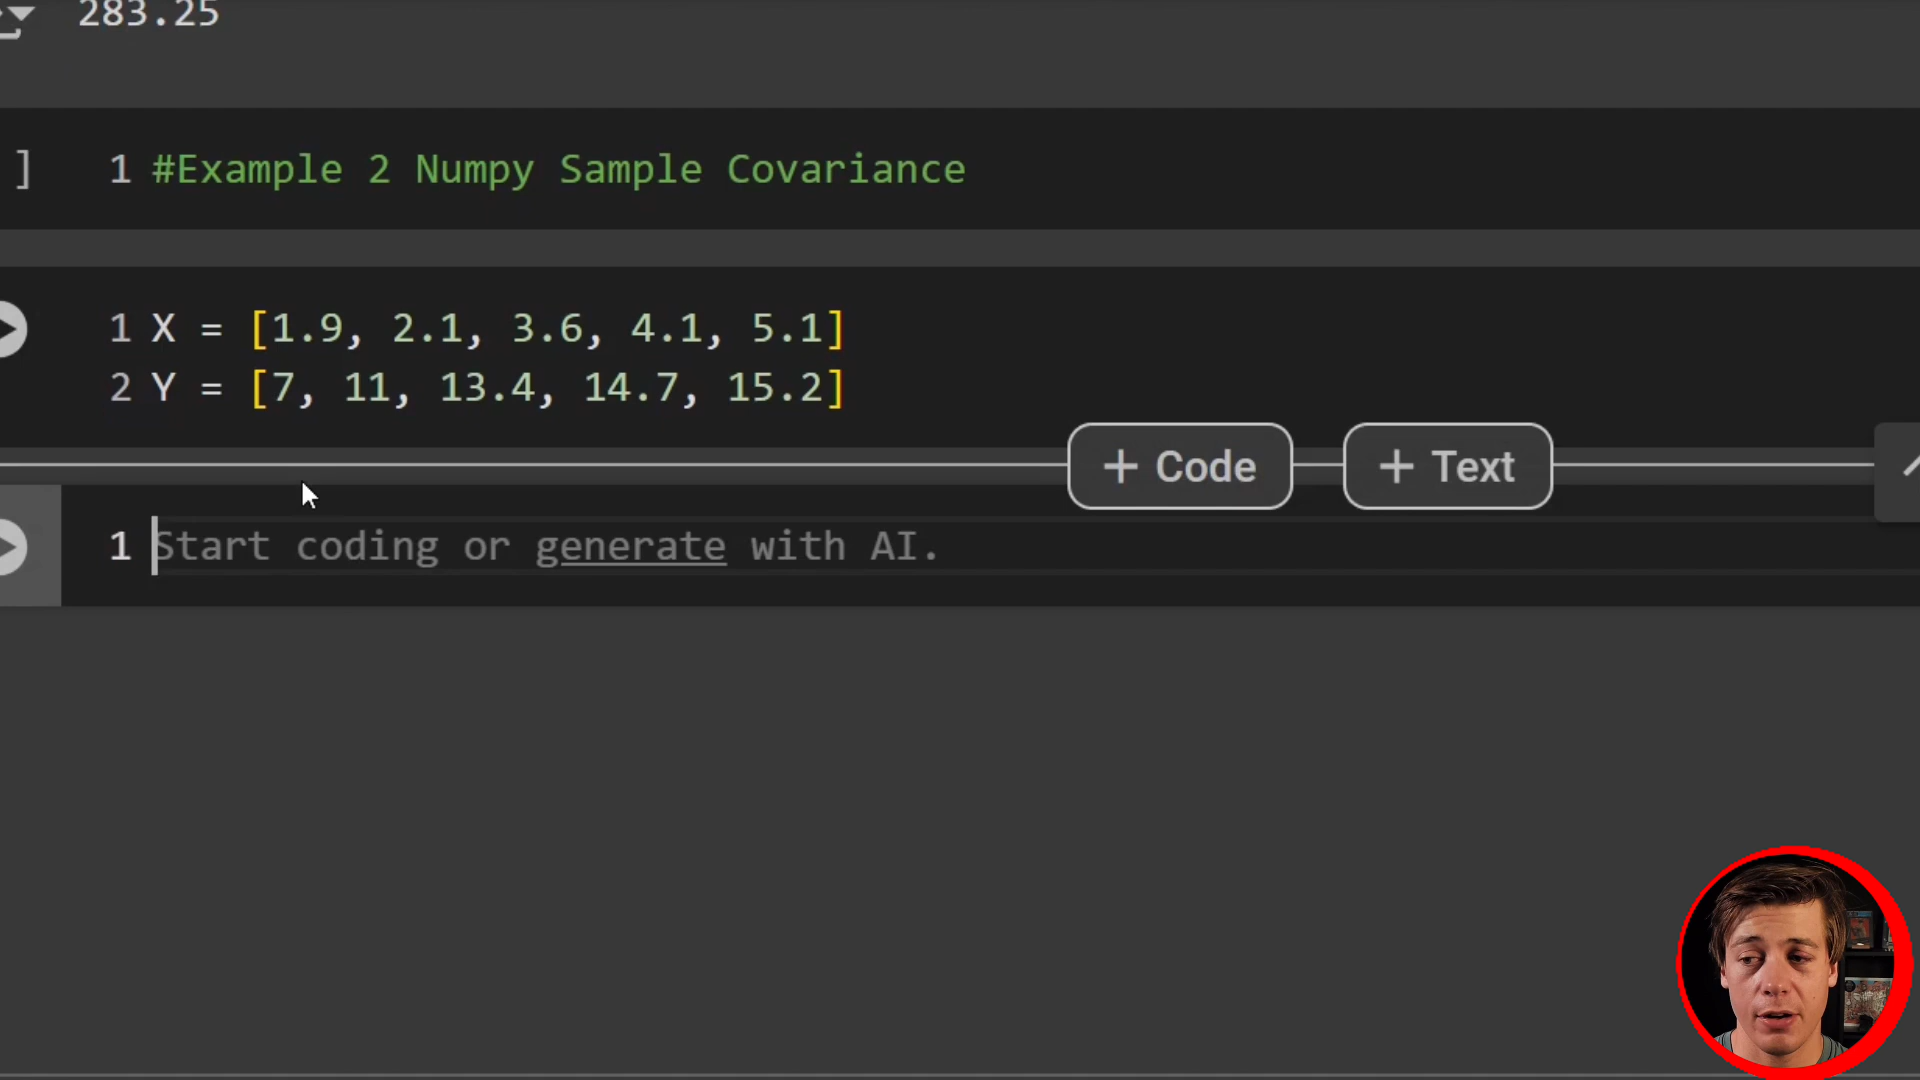 283.25
] 1 #Example 2 Numpy Sample Covariance
1 X = [1.9, 2.1, 3.6, 4.1, 5.1]
2 Y = [7, 11, 13.4, 14.7, 15.2]
+ Code + Text
1 Start coding or generate with AI.